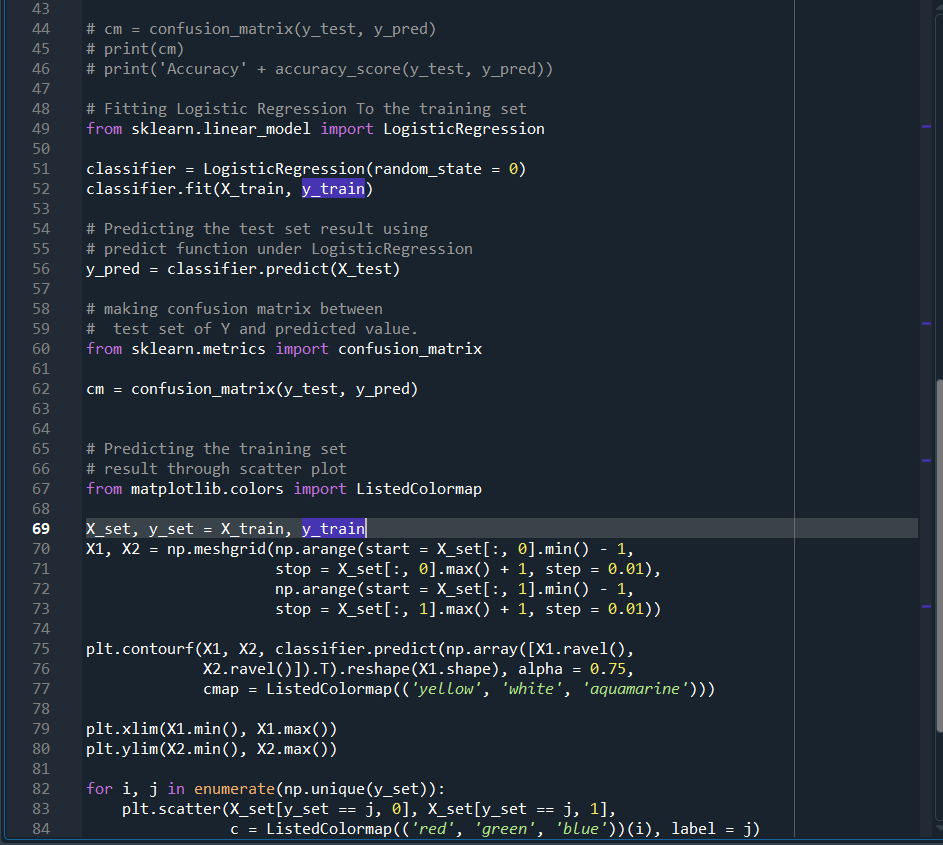 43
44 # cm = confusion_matrix(y_test, y_pred)
45 # print(cm)
46 # print('Accuracy' + accuracy_score(y_test, y_pred))
47
48 # Fitting Logistic Regression To the training set
49 from sklearn.linear_model import LogisticRegression
50
51 classifier = LogisticRegression(random_state = 0)
52 classifier.fit(X_train, y_train)
53
54 # Predicting the test set result using
55 # predict function under LogisticRegression
56 y_pred = classifier.predict(X_test)
57
58 # making confusion matrix between
59 #  test set of Y and predicted value.
60 from sklearn.metrics import confusion_matrix
61
62 cm = confusion_matrix(y_test, y_pred)
63
64
65 # Predicting the training set
66 # result through scatter plot
67 from matplotlib.colors import ListedColormap
68
69 X_set, y_set = X_train, y_train
70 X1, X2 = np.meshgrid(np.arange(start = X_set[:, 0].min() - 1,
71                      stop = X_set[:, 0].max() + 1, step = 0.01),
72                      np.arange(start = X_set[:, 1].min() - 1,
73                      stop = X_set[:, 1].max() + 1, step = 0.01))
74
75 plt.contourf(X1, X2, classifier.predict(np.array([X1.ravel(),
76              X2.ravel()]).T).reshape(X1.shape), alpha = 0.75,
77              cmap = ListedColormap(('yellow', 'white', 'aquamarine')))
78
79 plt.xlim(X1.min(), X1.max())
80 plt.ylim(X2.min(), X2.max())
81
82 for i, j in enumerate(np.unique(y_set)):
83     plt.scatter(X_set[y_set == j, 0], X_set[y_set == j, 1],
84                 c = ListedColormap(('red', 'green', 'blue'))(i), label = j)